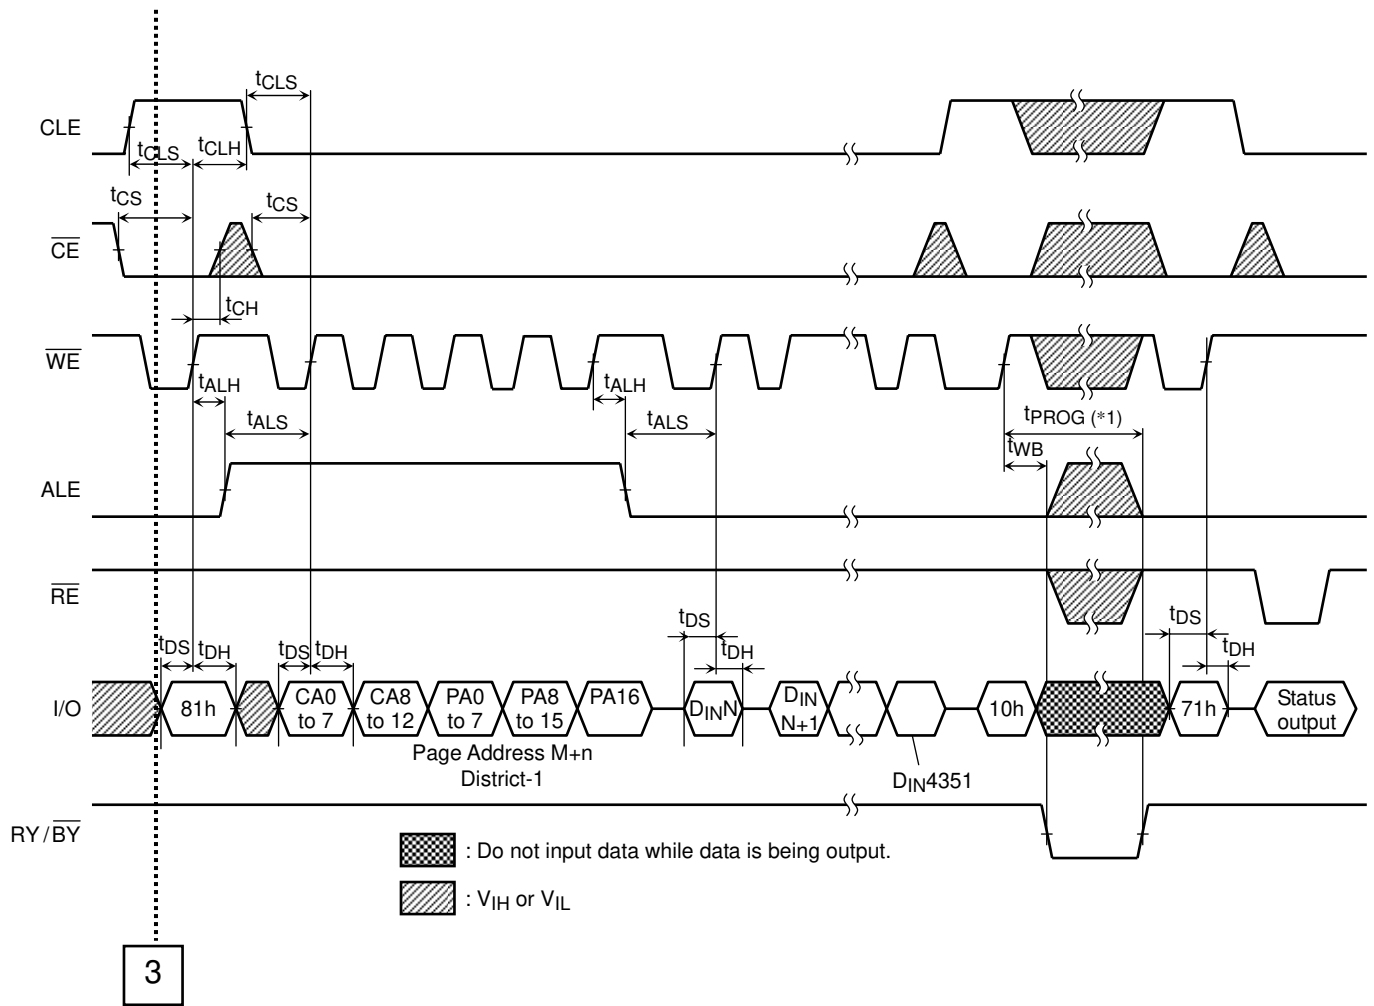 tCLS
CLE
tCLS
tCLH
tCS
tCS
CE
tCH
WE
tALH
tALH
tALS
tALS
tPROG (*1)
tWB
ALE
RE
tDS
tDH
tDS
tDH
tDS
tDH
tDS
tDH
I/O
81h
CA0 to 7
CA8 to 12
PA0 to 7
PA8 to 15
PA16
DINN
DIN N+1
10h
71h
Status output
Page Address M+n
District-1
DIN4351
RY/BY
: Do not input data while data is being output.
: VIH or VIL
3